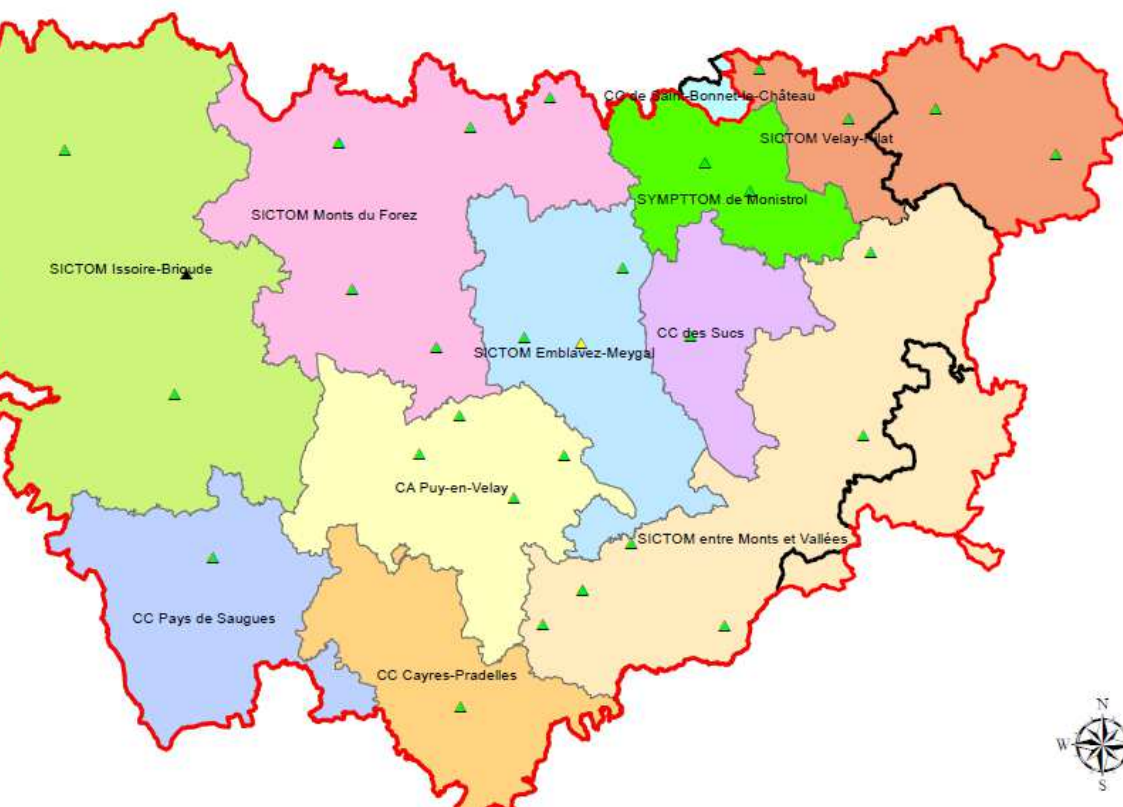 CC de Saint-Bonnet-le-Château
SICTOM Velay-Pilat
SYMPTTOM de Monistrol
SICTOM Monts du Forez
SICTOM Issoire-Brioude
CC des Sucs
SICTOM Emblavez-Meygal
CA Puy-en-Velay
SICTOM entre Monts et Vallées
CC Pays de Saugues
CC Cayres-Pradelles
N
W
S